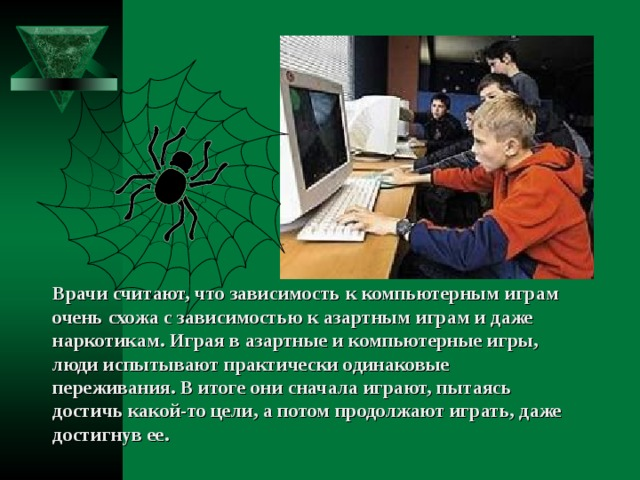 Врачи считают, что зависимость к компьютерным играм
очень схожа с зависимостью к азартным играм и даже
наркотикам. Играя в азартные и компьютерные игры,
люди испытывают практически одинаковые
переживания. В итоге они сначала играют, пытаясь
достичь какой-то цели, а потом продолжают играть, даже
достигнув ее.